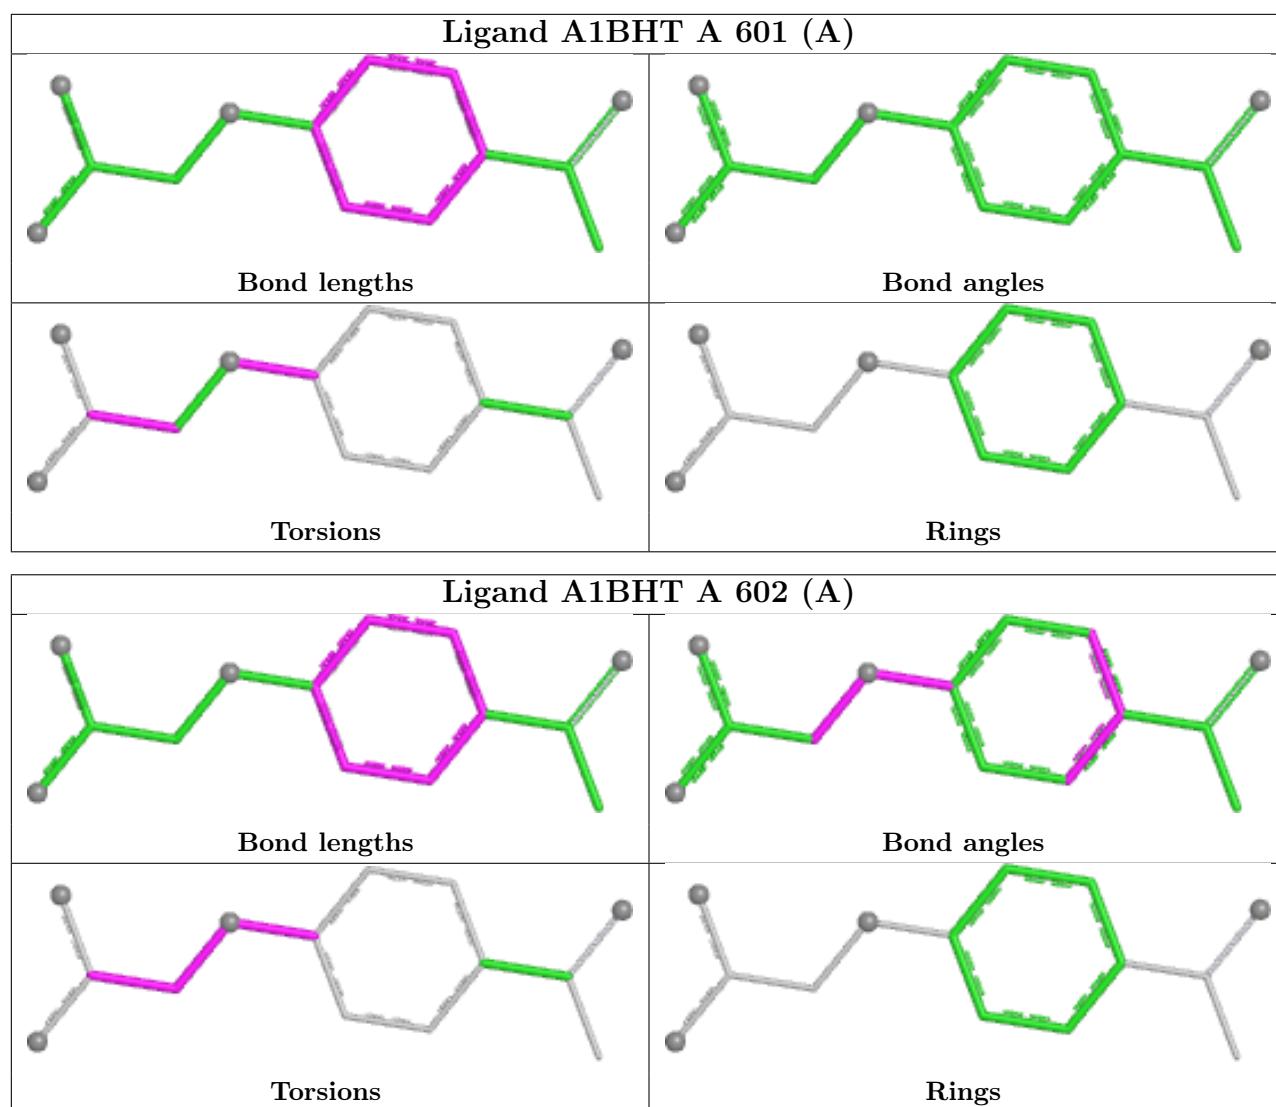 Ligand A1BHT A 601 (A)
Bond lengths
Bond angles
Torsions
Rings
Ligand A1BHT A 602 (A)
Bond lengths
Bond angles
Torsions
Rings